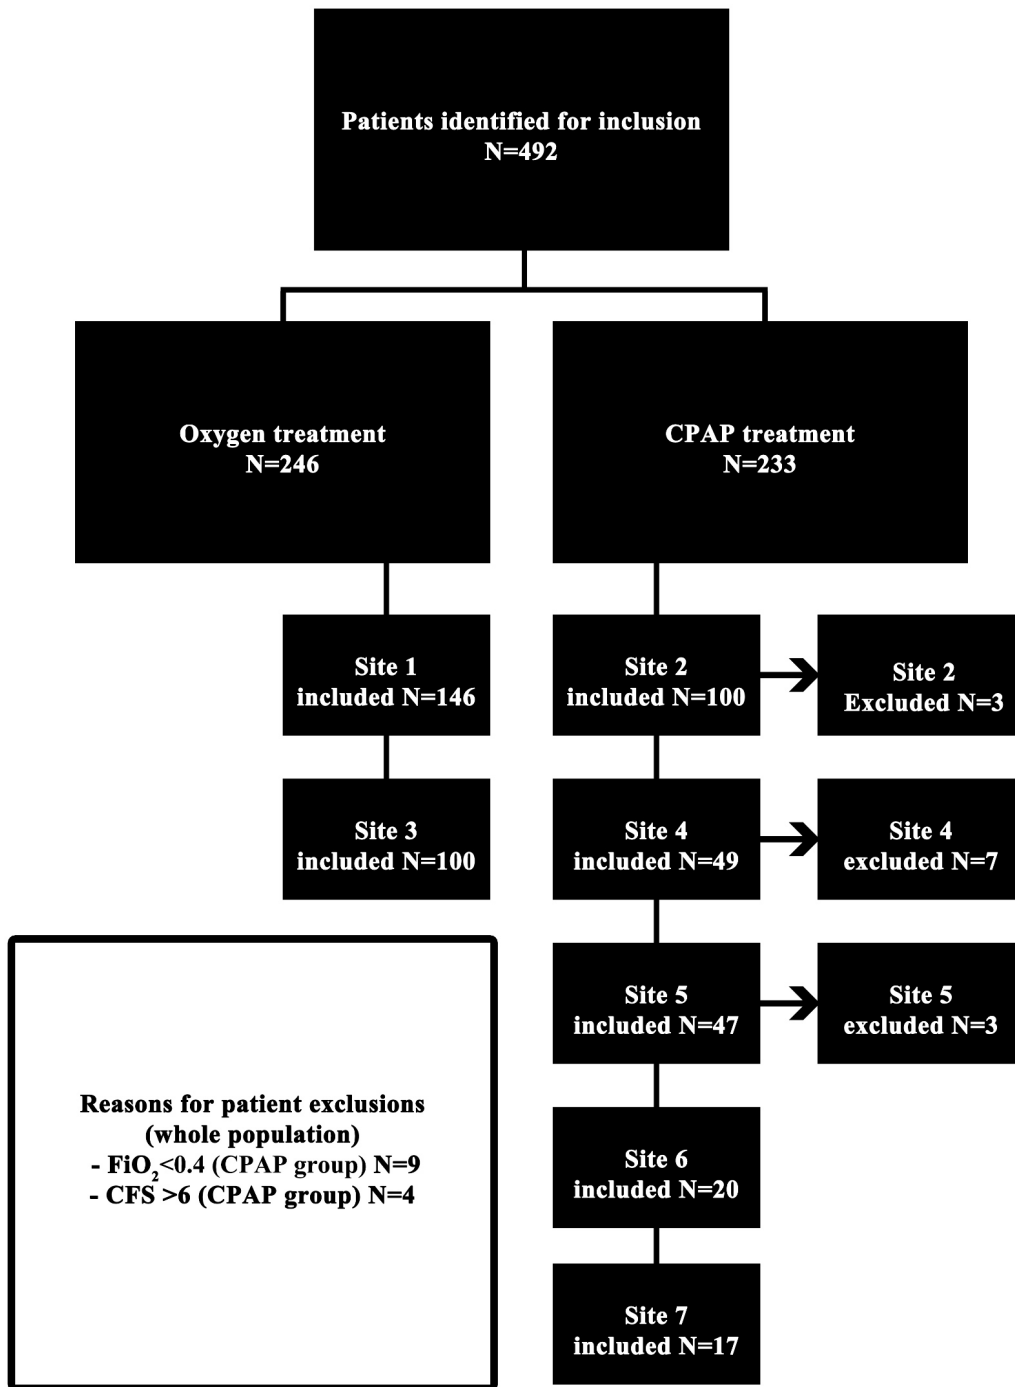 Patients identified for inclusion
N=492
Oxygen treatment
N=246
CPAP treatment
N=233
Site 1
included N=146
Site 2
included N=100
Site 2
Excluded N=3
Site 3
included N=100
Site 4
included N=49
Site 4
excluded N=7
Site 5
included N=47
Site 5
excluded N=3
Reasons for patient exclusions
(whole population)
- FiO₂<0.4 (CPAP group) N=9
- CFS >6 (CPAP group) N=4
Site 6
included N=20
Site 7
included N=17